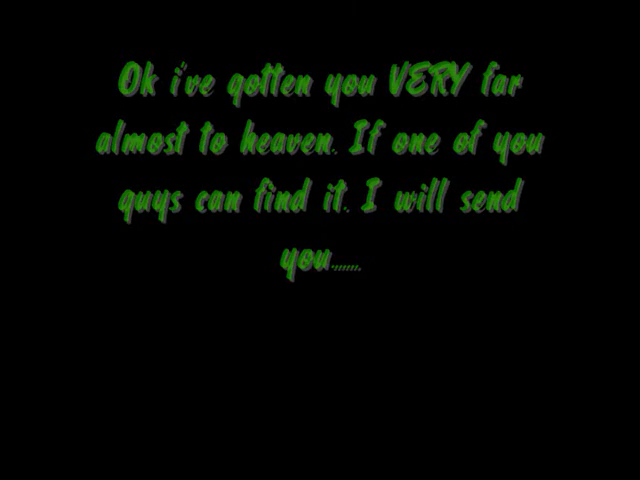 Ok i've gotten you VERY far
almost to heaven. If one of you
guys can find it. I will send
you.......